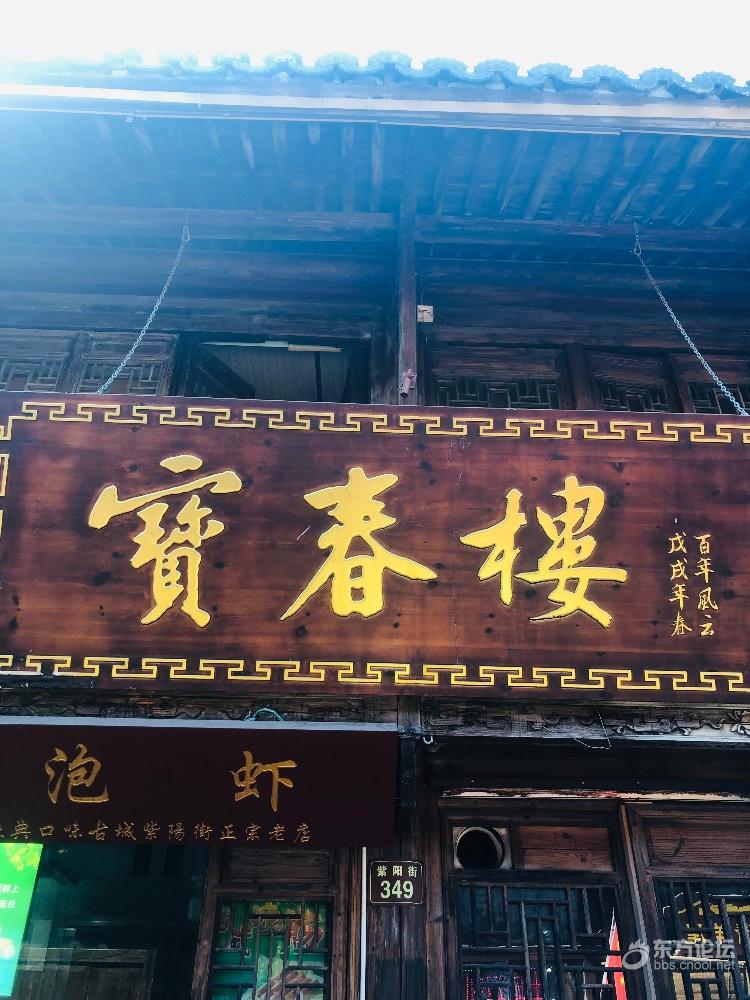 寶春樓
百年風云
戊戌年春
泡虾
典口味古城紫陽街正宗老店
紫阳街
349
东方论坛
bbs.cnool.net